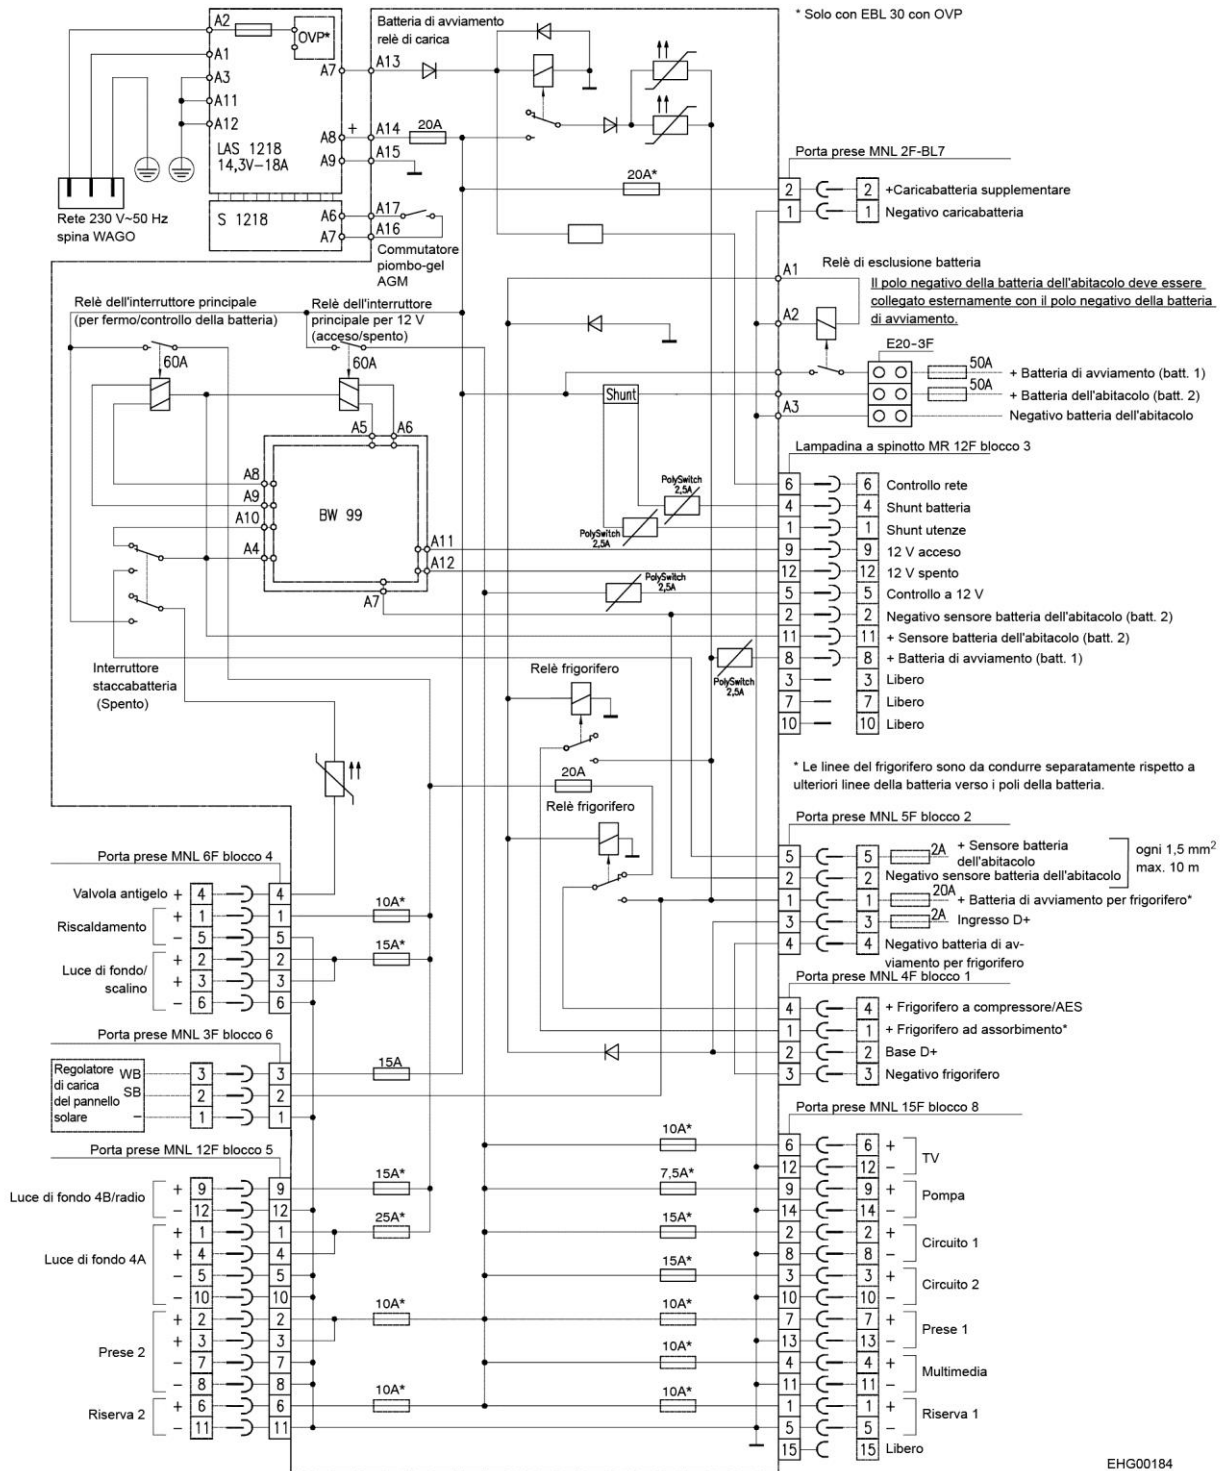 * Solo con EBL 30 con OVP
A2
OVP*
A1
A3
A11
A12
A7
A8
+
A9
LAS 1218
14,3V–18A
S 1218
A6
A7
Rete 230 V~50 Hz
spina WAGO
Batteria di avviamento
relè di carica
A13
A14
20A
A15
A17
A16
Commutatore
piombo-gel
AGM
20A*
Porta prese MNL 2F-BL7
2 2 +Caricabatteria supplementare
1 1 Negativo caricabatteria
A1
Relè di esclusione batteria
Il polo negativo della batteria dell'abitacolo deve essere
collegato esternamente con il polo negativo della batteria
di avviamento.
A2
E20-3F
50A
+ Batteria di avviamento (batt. 1)
50A
+ Batteria dell'abitacolo (batt. 2)
A3
Negativo batteria dell'abitacolo
Relè dell'interruttore principale
(per fermo/controllo della batteria)
60A
Relè dell'interruttore
principale per 12 V
(acceso/spento)
60A
Shunt
A5 A6
A8
A9
A10
A4
BW 99
A11
A12
A7
PolySwitch
2,5A
PolySwitch
2,5A
PolySwitch
2,5A
PolySwitch
2,5A
Lampadina a spinotto MR 12F blocco 3
6 6 Controllo rete
4 4 Shunt batteria
1 1 Shunt utenze
9 9 12 V acceso
12 12 12 V spento
5 5 Controllo a 12 V
2 2 Negativo sensore batteria dell'abitacolo (batt. 2)
11 11 + Sensore batteria dell'abitacolo (batt. 2)
8 8 + Batteria di avviamento (batt. 1)
3 3 Libero
7 7 Libero
10 10 Libero
Interruttore
staccabatteria
(Spento)
Relè frigorifero
20A
Relè frigorifero
* Le linee del frigorifero sono da condurre separatamente rispetto a
ulteriori linee della batteria verso i poli della batteria.
Porta prese MNL 5F blocco 2
5 5 2A + Sensore batteria
dell'abitacolo
2 2 Negativo sensore batteria dell'abitacolo
ogni 1,5 mm²
max. 10 m
1 1 20A + Batteria di avviamento per frigorifero*
3 3 2A Ingresso D+
4 4 Negativo batteria di av-
viamento per frigorifero
Porta prese MNL 4F blocco 1
4 4 + Frigorifero a compressore/AES
1 1 + Frigorifero ad assorbimento*
2 2 Base D+
3 3 Negativo frigorifero
Porta prese MNL 6F blocco 4
Valvola antigelo + 4 4
Riscaldamento
+ 1 1 10A*
– 5 5
Luce di fondo/
scalino
+ 2 2 15A*
+ 3 3
– 6 6
Porta prese MNL 3F blocco 6
Regolatore
di carica
del pannello
solare
WB 3 3 15A
SB 2 2
– 1 1
Porta prese MNL 12F blocco 5
Luce di fondo 4B/radio
+ 9 9 15A*
– 12 12
Luce di fondo 4A
+ 1 1 25A*
+ 4 4
– 5 5
– 10 10
Prese 2
+ 2 2 10A*
+ 3 3
– 7 7
– 8 8
Riserva 2
+ 6 6 10A*
– 11 11
Porta prese MNL 15F blocco 8
10A* 6 6 +
12 12 –
TV
7,5A* 9 9 +
14 14 –
Pompa
15A* 2 2 +
8 8 –
Circuito 1
15A* 3 3 +
10 10 –
Circuito 2
10A* 7 7 +
13 13 –
Prese 1
10A* 4 4 +
11 11 –
Multimedia
10A* 1 1 +
5 5 –
Riserva 1
15 15 Libero
EHG00184